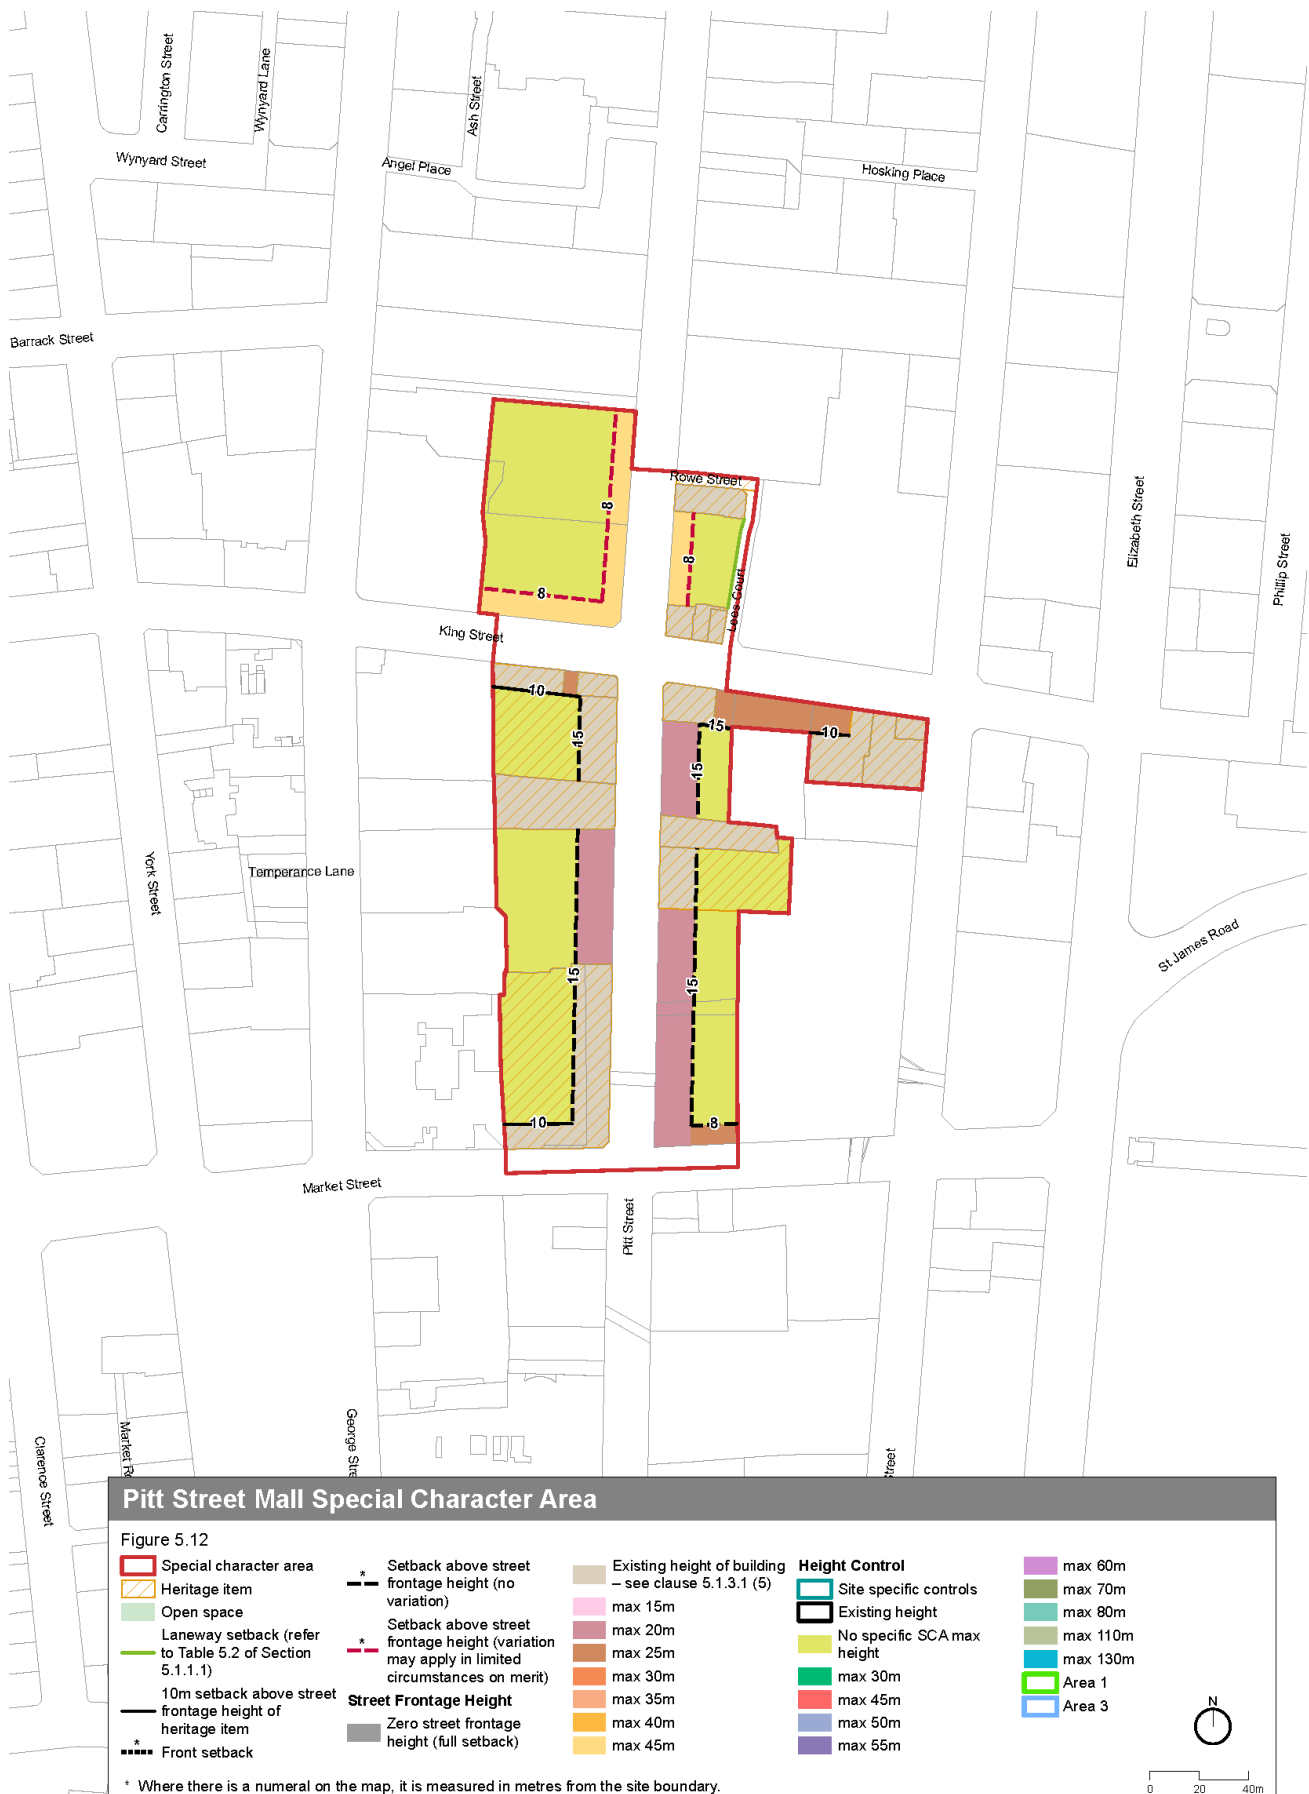 Carrington Street
Wynyard Lane
Ash Street
Wynyard Street
Angel Place
Hosking Place
Barrack Street
Rowe Street
Elizabeth Street
Phillip Street
8
8
8
Lees Court
King Street
10
15
15
10
15
York Street
Temperance Lane
St James Road
15
15
10
8
Market Street
Pitt Street
George Stre
Market Ro
Clarence Street
street
Pitt Street Mall Special Character Area
Figure 5.12
Special character area
Heritage item
Open space
Laneway setback (refer
to Table 5.2 of Section
5.1.1.1)
10m setback above street
frontage height of
heritage item
*
Front setback
*
Setback above street
frontage height (no
variation)
*
Setback above street
frontage height (variation
may apply in limited
circumstances on merit)
Street Frontage Height
Zero street frontage
height (full setback)
Existing height of building
– see clause 5.1.3.1 (5)
max 15m
max 20m
max 25m
max 30m
max 35m
max 40m
max 45m
Height Control
Site specific controls
Existing height
No specific SCA max
height
max 30m
max 45m
max 50m
max 55m
max 60m
max 70m
max 80m
max 110m
max 130m
Area 1
Area 3
N
0 20 40m
* Where there is a numeral on the map, it is measured in metres from the site boundary.